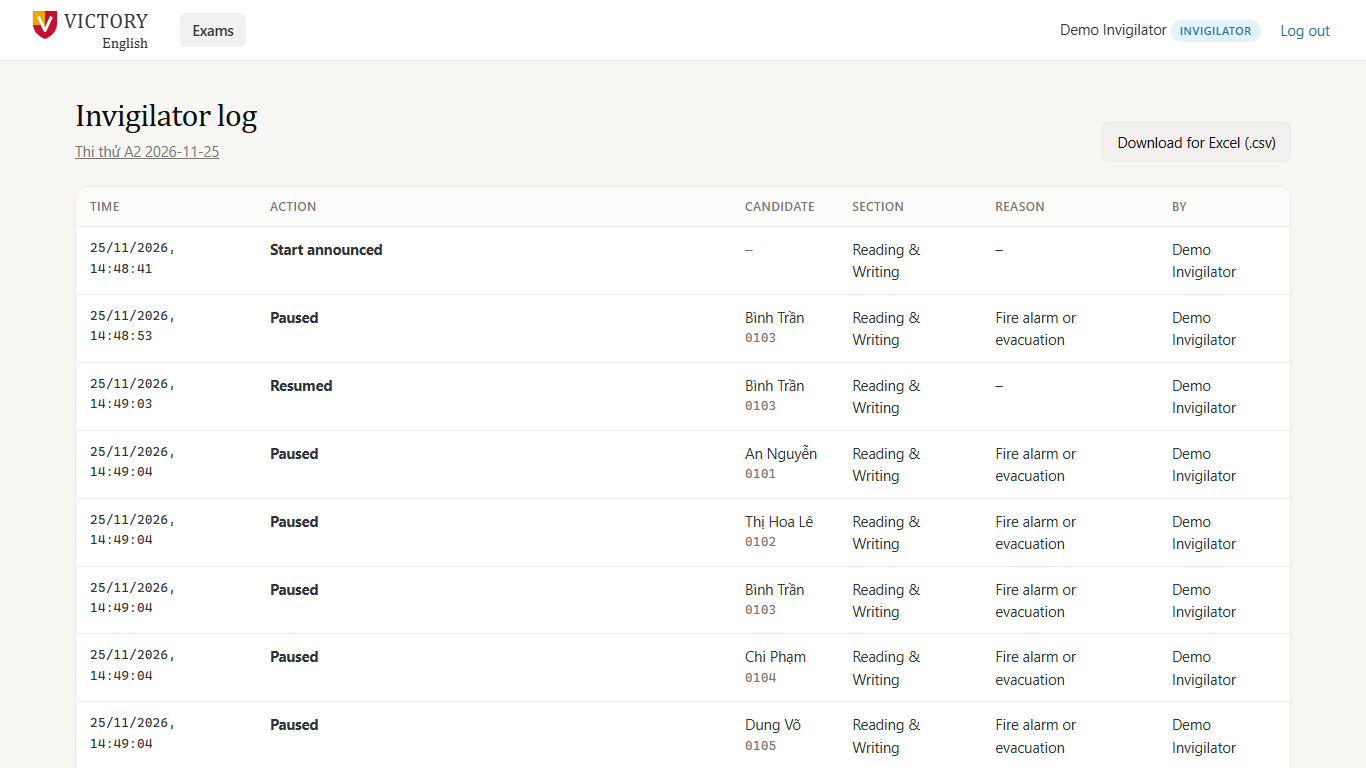 VICTORY
English
Exams
Demo Invigilator INVIGILATOR Log out
Invigilator log
Thi thử A2 2026-11-25
Download for Excel (.csv)
TIME ACTION CANDIDATE SECTION REASON BY
25/11/2026, Start announced – Reading & – Demo
14:48:41 Writing Invigilator
25/11/2026, Paused Bình Trần Reading & Fire alarm or Demo
14:48:53 0103 Writing evacuation Invigilator
25/11/2026, Resumed Bình Trần Reading & – Demo
14:49:03 0103 Writing Invigilator
25/11/2026, Paused An Nguyễn Reading & Fire alarm or Demo
14:49:04 0101 Writing evacuation Invigilator
25/11/2026, Paused Thị Hoa Lê Reading & Fire alarm or Demo
14:49:04 0102 Writing evacuation Invigilator
25/11/2026, Paused Bình Trần Reading & Fire alarm or Demo
14:49:04 0103 Writing evacuation Invigilator
25/11/2026, Paused Chi Phạm Reading & Fire alarm or Demo
14:49:04 0104 Writing evacuation Invigilator
25/11/2026, Paused Dung Võ Reading & Fire alarm or Demo
14:49:04 0105 Writing evacuation Invigilator